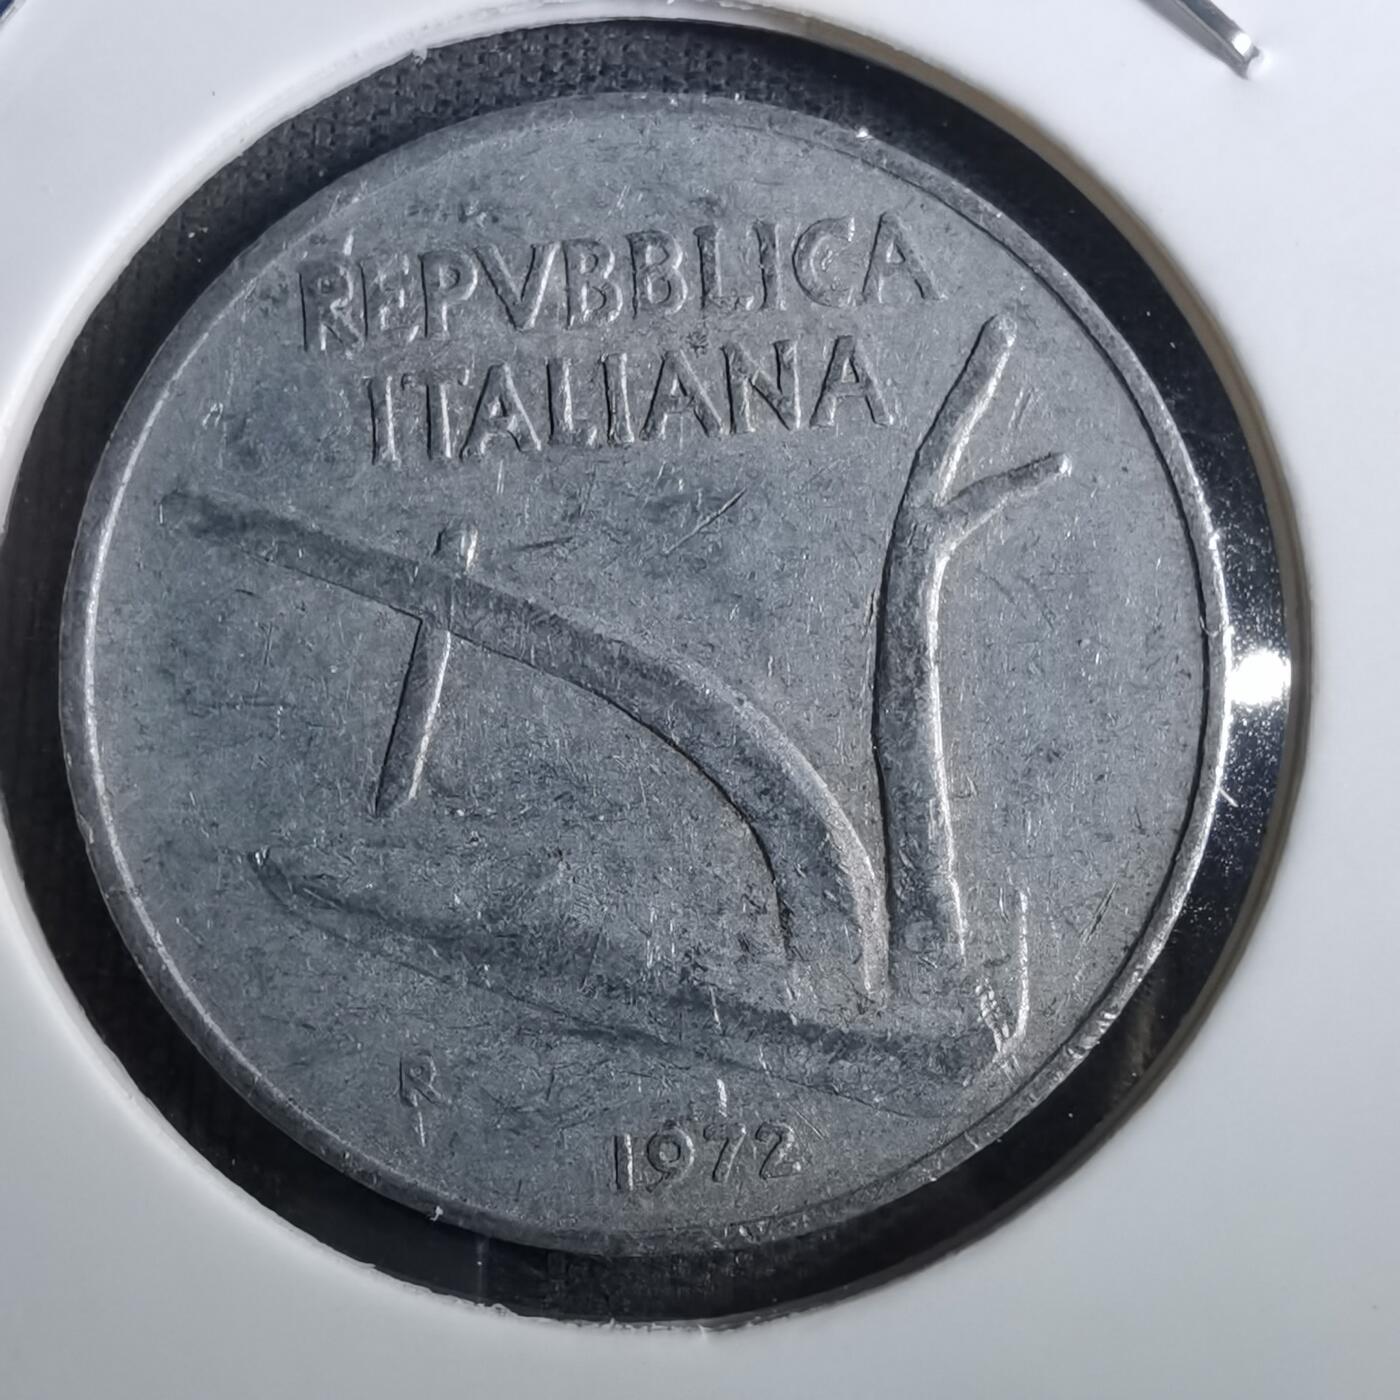 REPVBBLICA
ITALIANA
R
1972